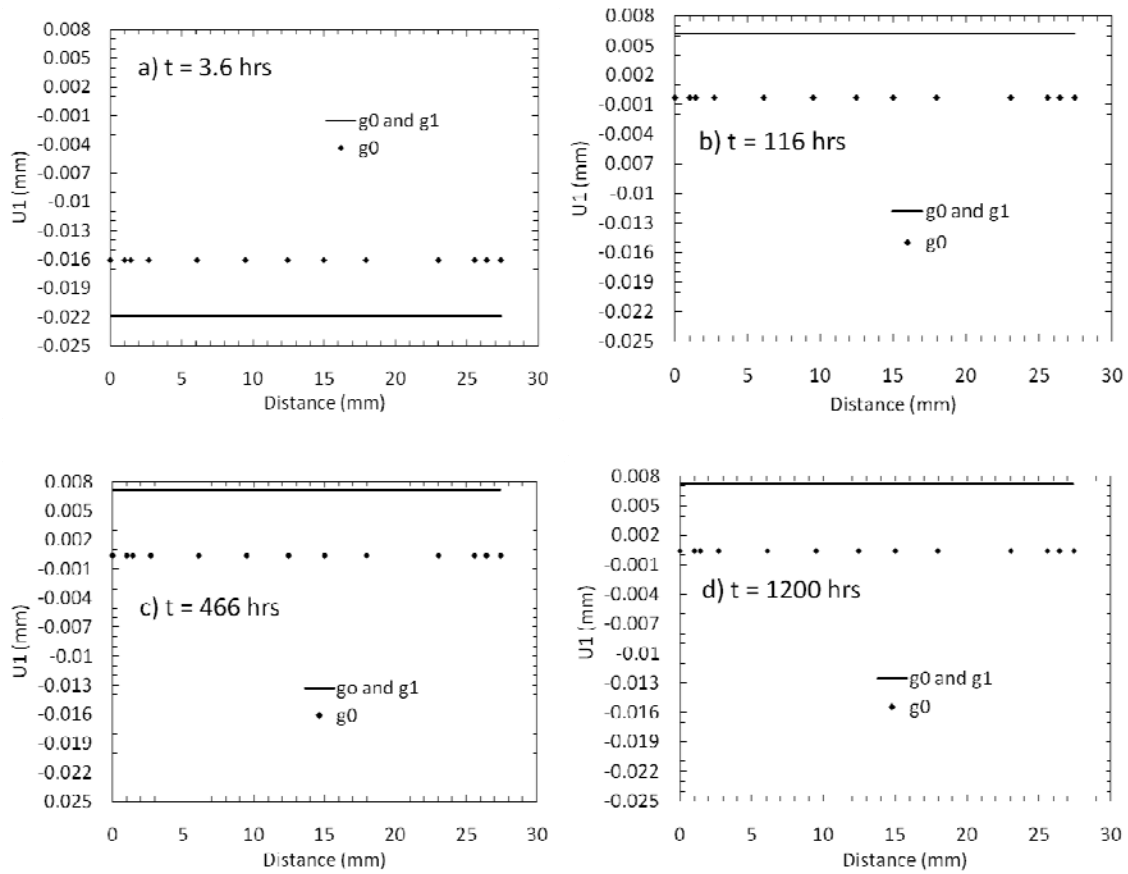 0.008
0.005
0.002
-0.001
-0.004
-0.007
-0.01
-0.013
-0.016
-0.019
-0.022
-0.025
U1 (mm)
a) t = 3.6 hrs
g0 and g1
g0
0 5 10 15 20 25 30
Distance (mm)
0.008
0.005
0.002
-0.001
-0.004
-0.007
-0.01
-0.013
-0.016
-0.019
-0.022
-0.025
U1 (mm)
b) t = 116 hrs
g0 and g1
g0
0 5 10 15 20 25 30
Distance (mm)
0.008
0.005
0.002
-0.001
-0.004
-0.007
-0.01
-0.013
-0.016
-0.019
-0.022
0.025
U1 (mm)
c) t = 466 hrs
go and g1
g0
0 5 10 15 20 25 30
Distance (mm)
0.008
0.005
0.002
-0.001
-0.004
-0.007
-0.01
-0.013
-0.016
-0.019
-0.022
-0.025
U1 (mm)
d) t = 1200 hrs
g0 and g1
g0
0 5 10 15 20 25 30
Distance (mm)